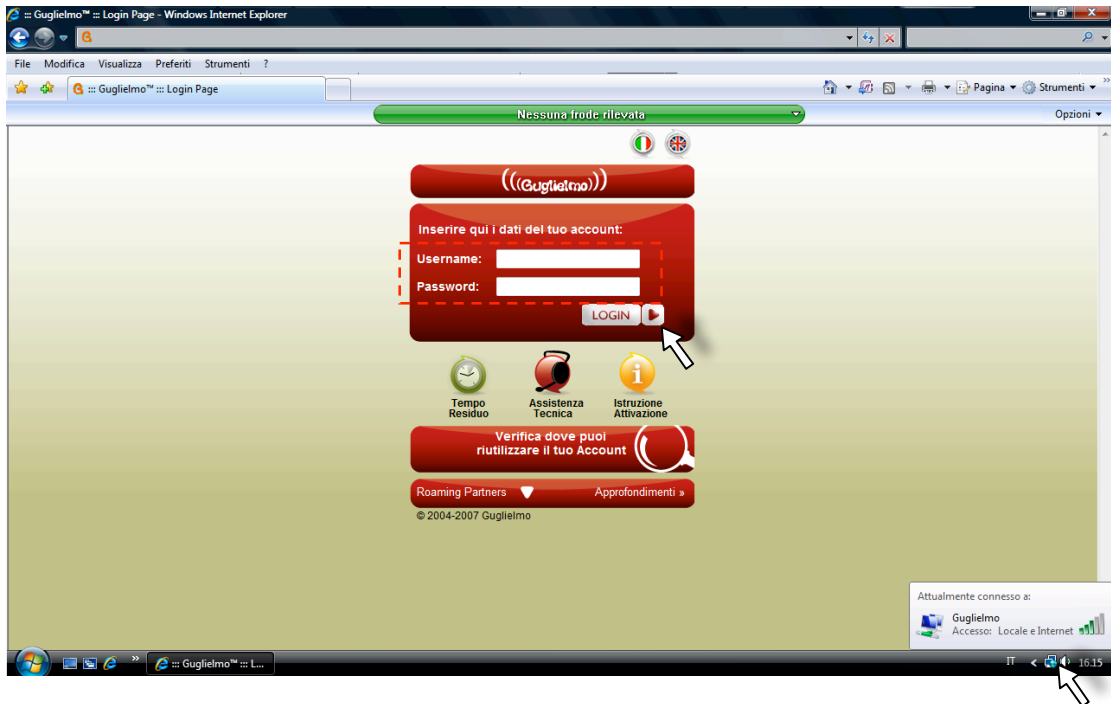 ::: Guglielmo™ ::: Login Page - Windows Internet Explorer
File Modifica Visualizza Preferiti Strumenti ?
::: Guglielmo™ ::: Login Page
Pagina
Strumenti
»
Nessuna frode rilevata
Opzioni
(((Guglielmo)))
Inserire qui i dati del tuo account:
Username:
Password:
LOGIN
Tempo
Residuo
Assistenza
Tecnica
Istruzione
Attivazione
Verifica dove puoi
riutilizzare il tuo Account
Roaming Partners
Approfondimenti »
© 2004-2007 Guglielmo
Attualmente connesso a:
Guglielmo
Accesso: Locale e Internet
» ::: Guglielmo™ ::: L...
IT < 16.15